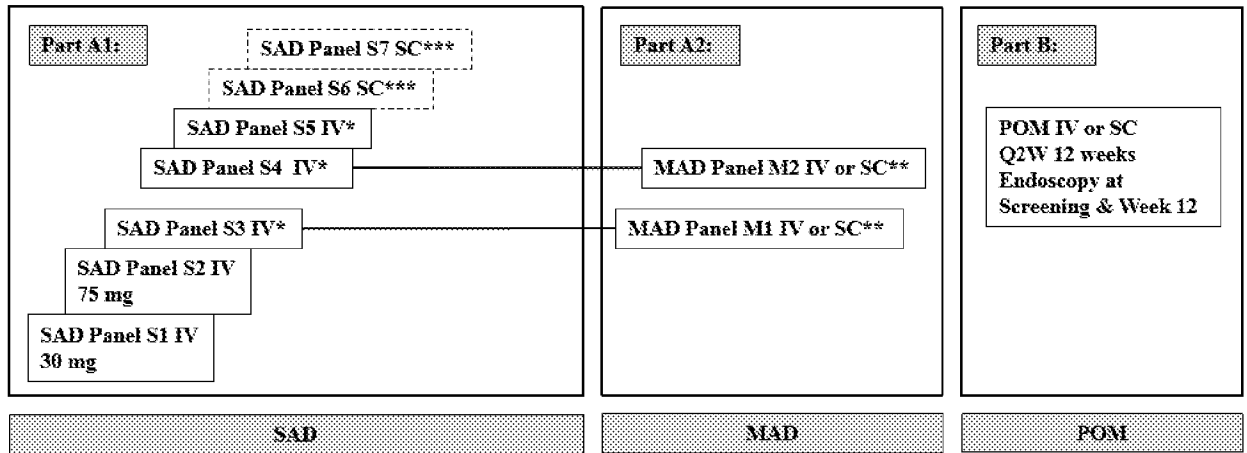 Part A1:
SAD Panel S7 SC***
SAD Panel S6 SC***
SAD Panel S5 IV*
SAD Panel S4 IV*
SAD Panel S3 IV*
SAD Panel S2 IV
75 mg
SAD Panel S1 IV
30 mg
SAD
Part A2:
MAD Panel M2 IV or SC**
MAD Panel M1 IV or SC**
MAD
Part B:
POM IV or SC
Q2W 12 weeks
Endoscopy at
Screening & Week 12
POM